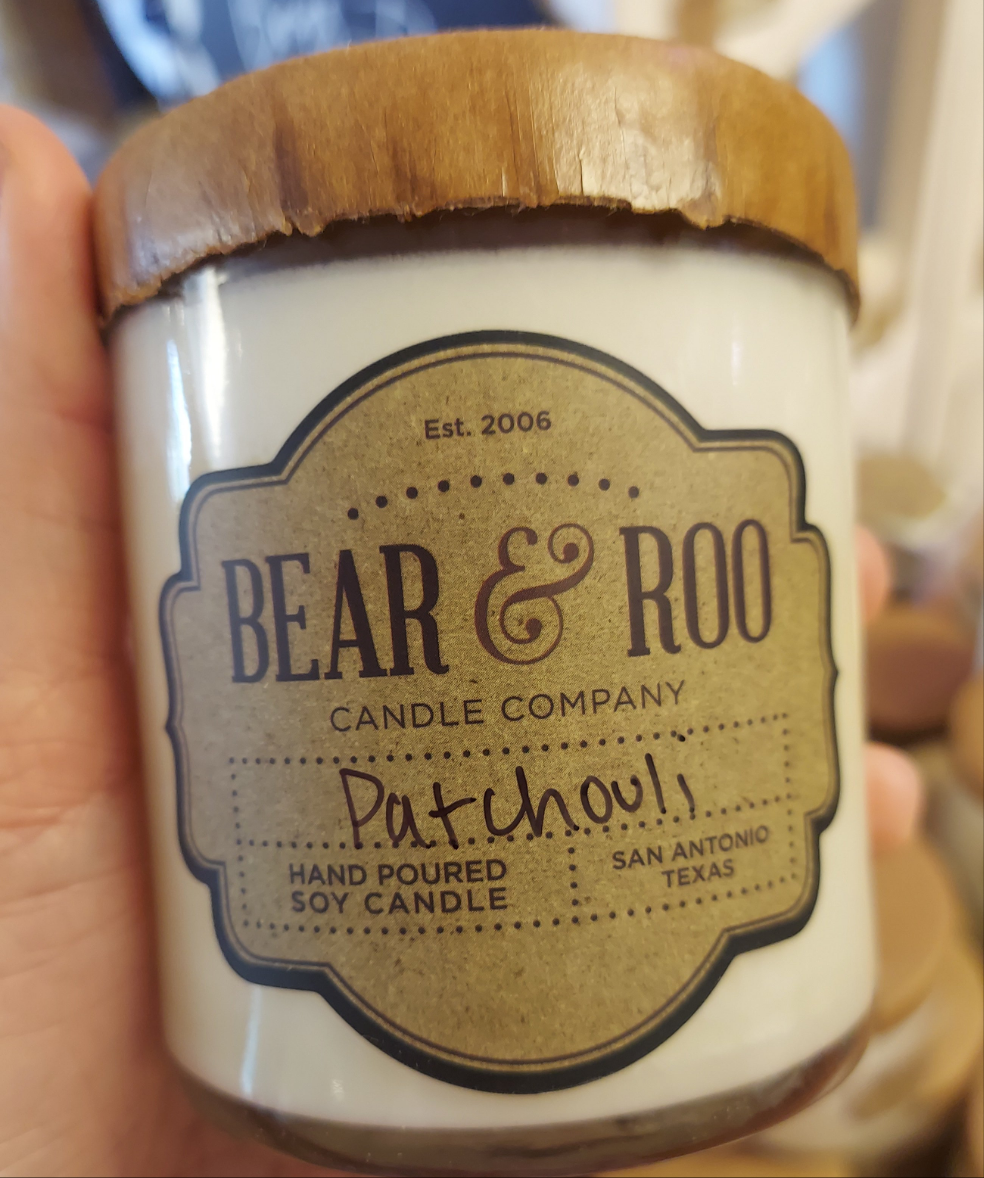 Est. 2006
BEAR & ROO
CANDLE COMPANY
Patchouli
HAND POURED
SOY CANDLE
SAN ANTONIO
TEXAS